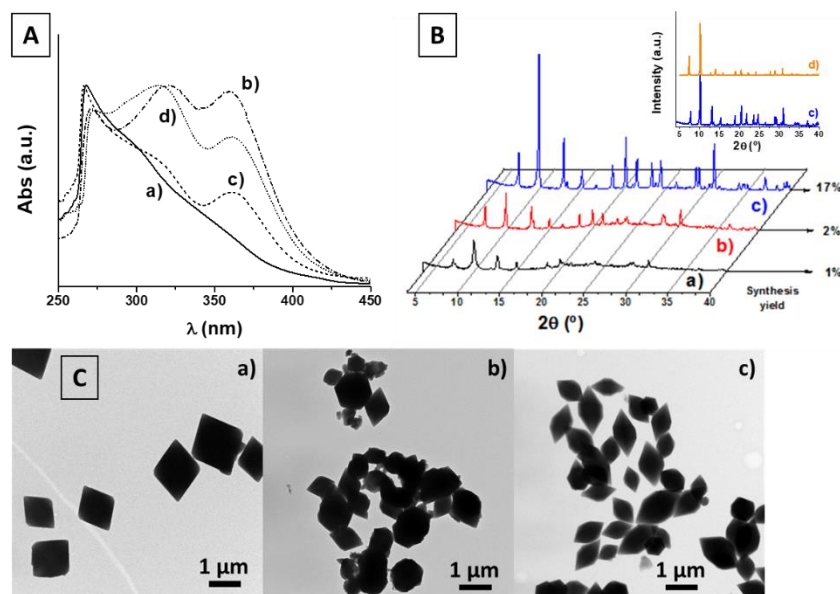 A
Abs (a.u.)
a)
b)
c)
d)
250 300 350 400 450
λ (nm)
B
Intensity (a.u.)
d)
c)
5 10 15 20 25 30 35 40
2θ (º)
c)
17%
b)
2%
a)
1%
5 10 15 20 25 30 35 40
Synthesis
yield
2θ (º)
C
a)
b)
c)
1 µm
1 µm
1 µm